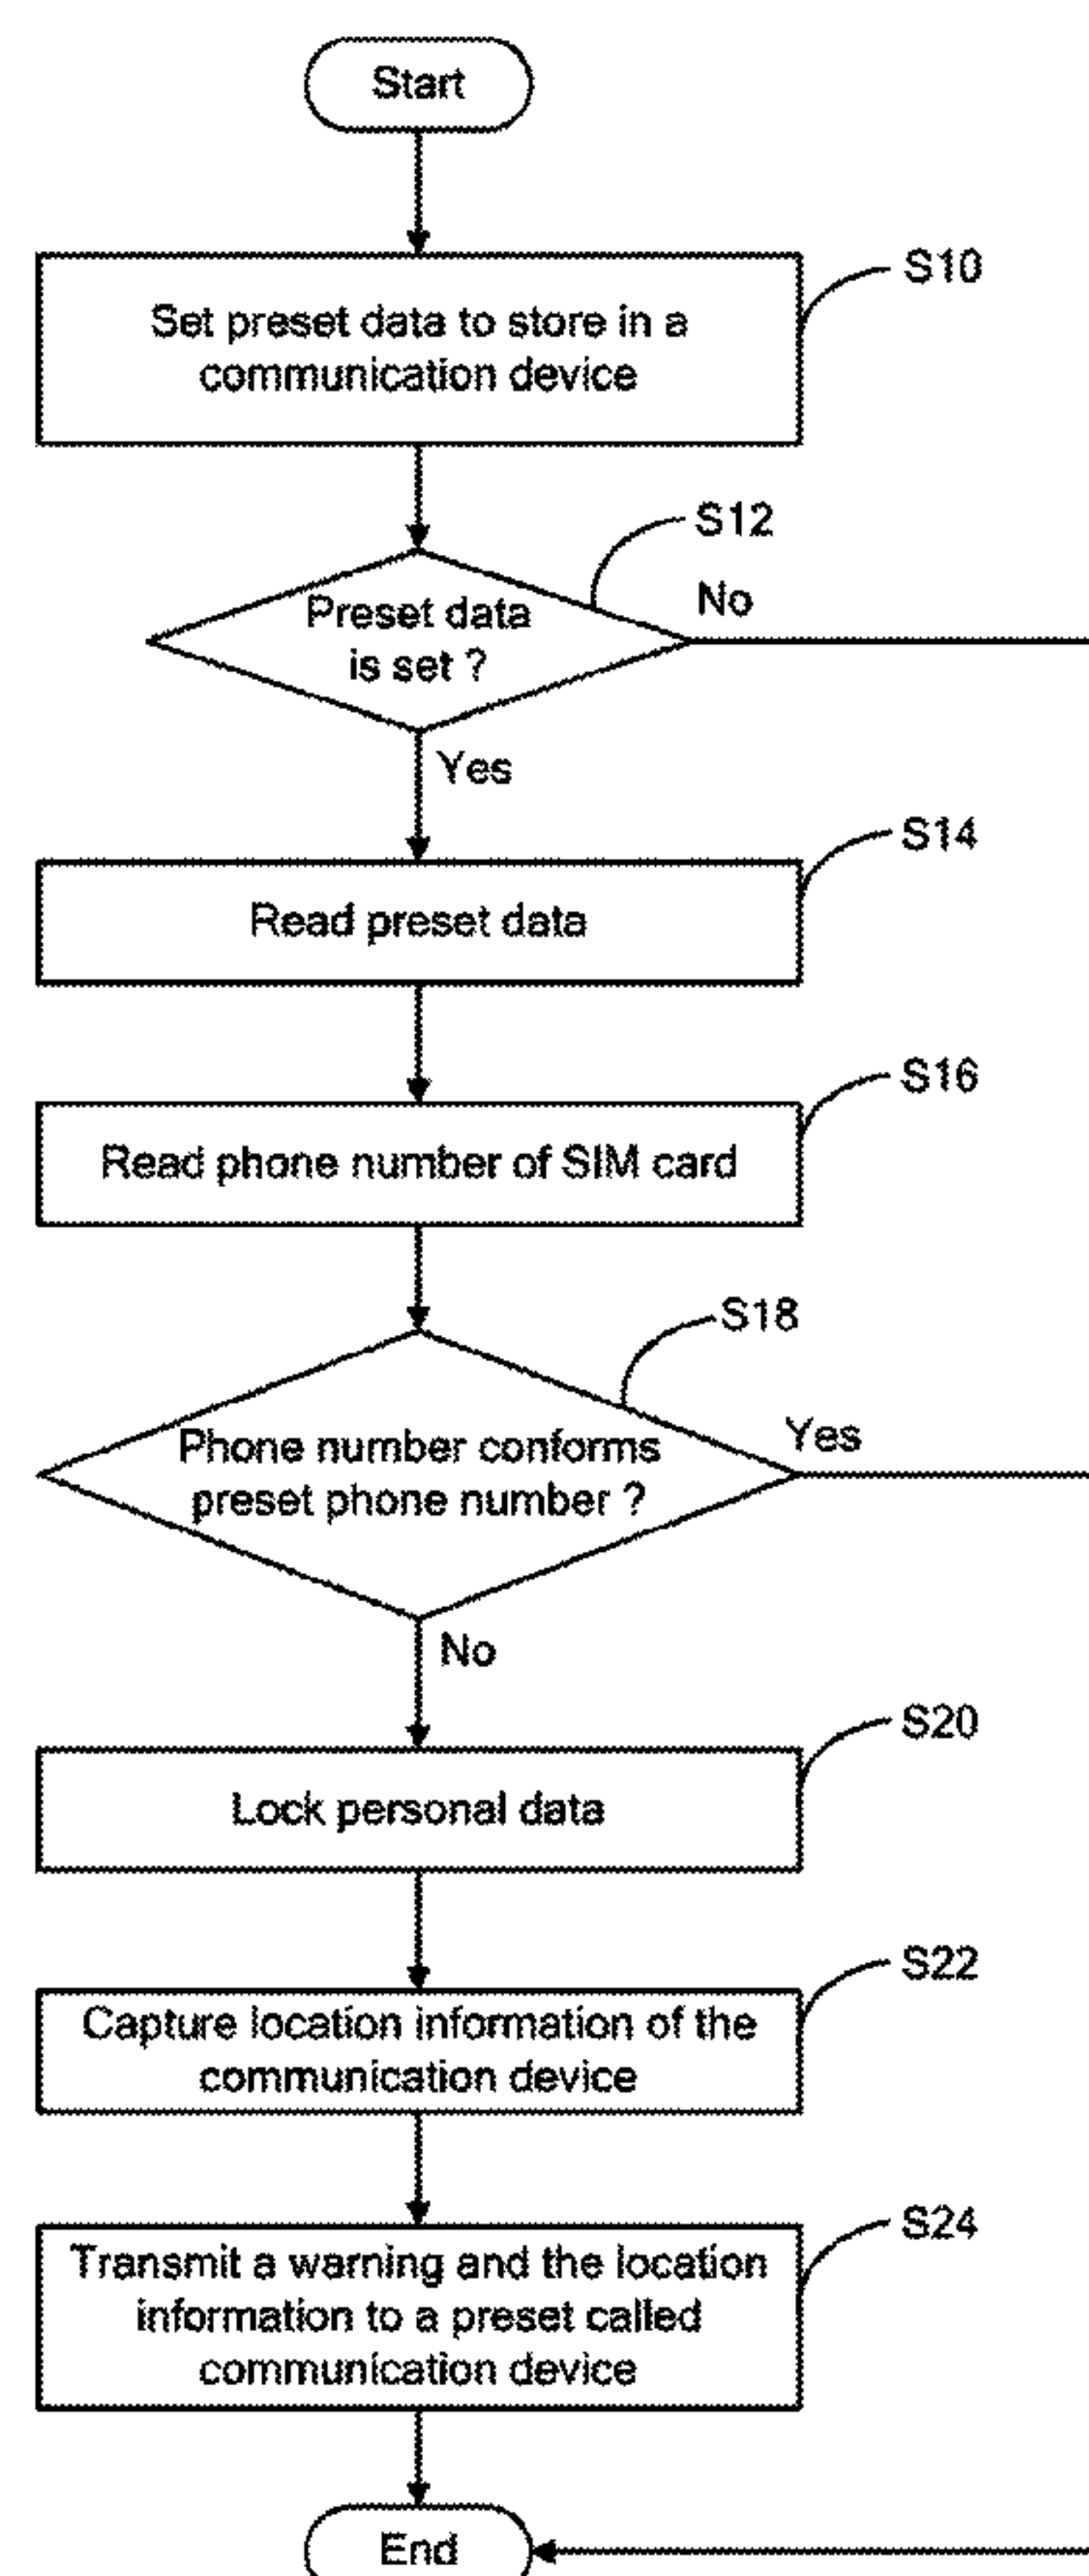 Start
S10
Set preset data to store in a
communication device
S12
No
Preset data
is set ?
Yes
S14
Read preset data
S16
Read phone number of SIM card
S18
Yes
Phone number conforms
preset phone number ?
No
S20
Lock personal data
S22
Capture location information of the
communication device
S24
Transmit a warning and the location
information to a preset called
communication device
End